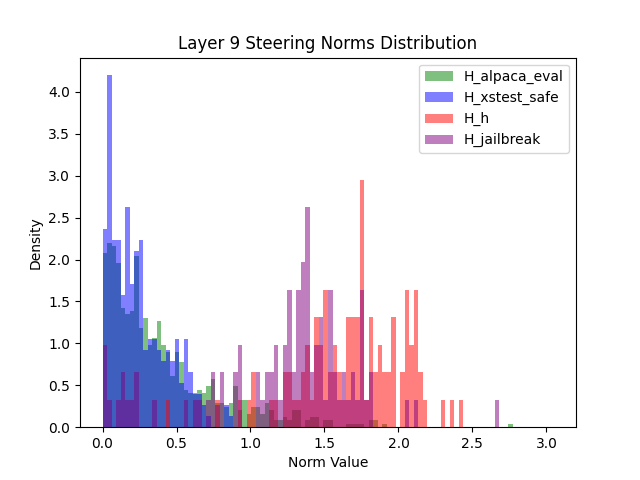 Layer 9 Steering Norms Distribution
H_alpaca_eval
H_xstest_safe
H_h
H_jailbreak
Density
4.0
3.5
3.0
2.5
2.0
1.5
1.0
0.5
0.0
0.0 0.5 1.0 1.5 2.0 2.5 3.0
Norm Value